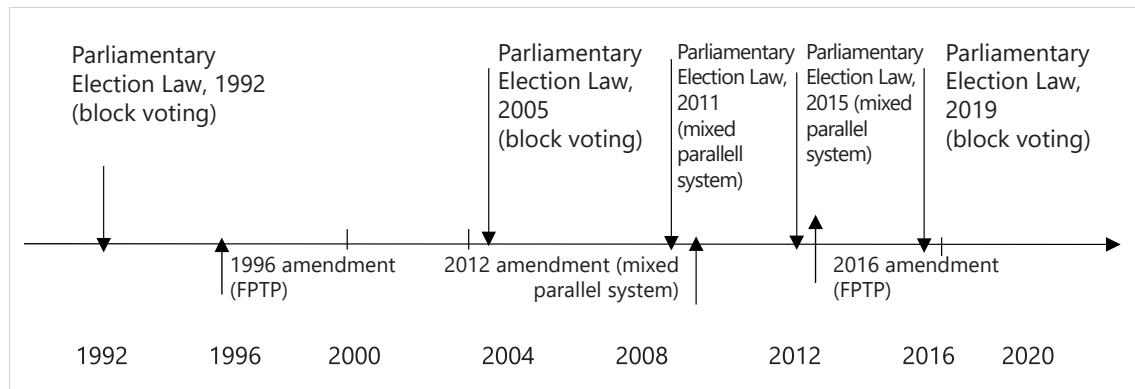 Parliamentary
Election Law, 1992
(block voting)
Parliamentary
Election Law,
2005
(block voting)
Parliamentary
Election Law,
2011
(mixed
parallell
system)
Parliamentary
Election Law,
2015 (mixed
parallel
system)
Parliamentary
Election Law,
2019
(block voting)
1996 amendment
(FPTP)
2012 amendment (mixed
parallel system)
2016 amendment
(FPTP)
1992 1996 2000 2004 2008 2012 2016 2020